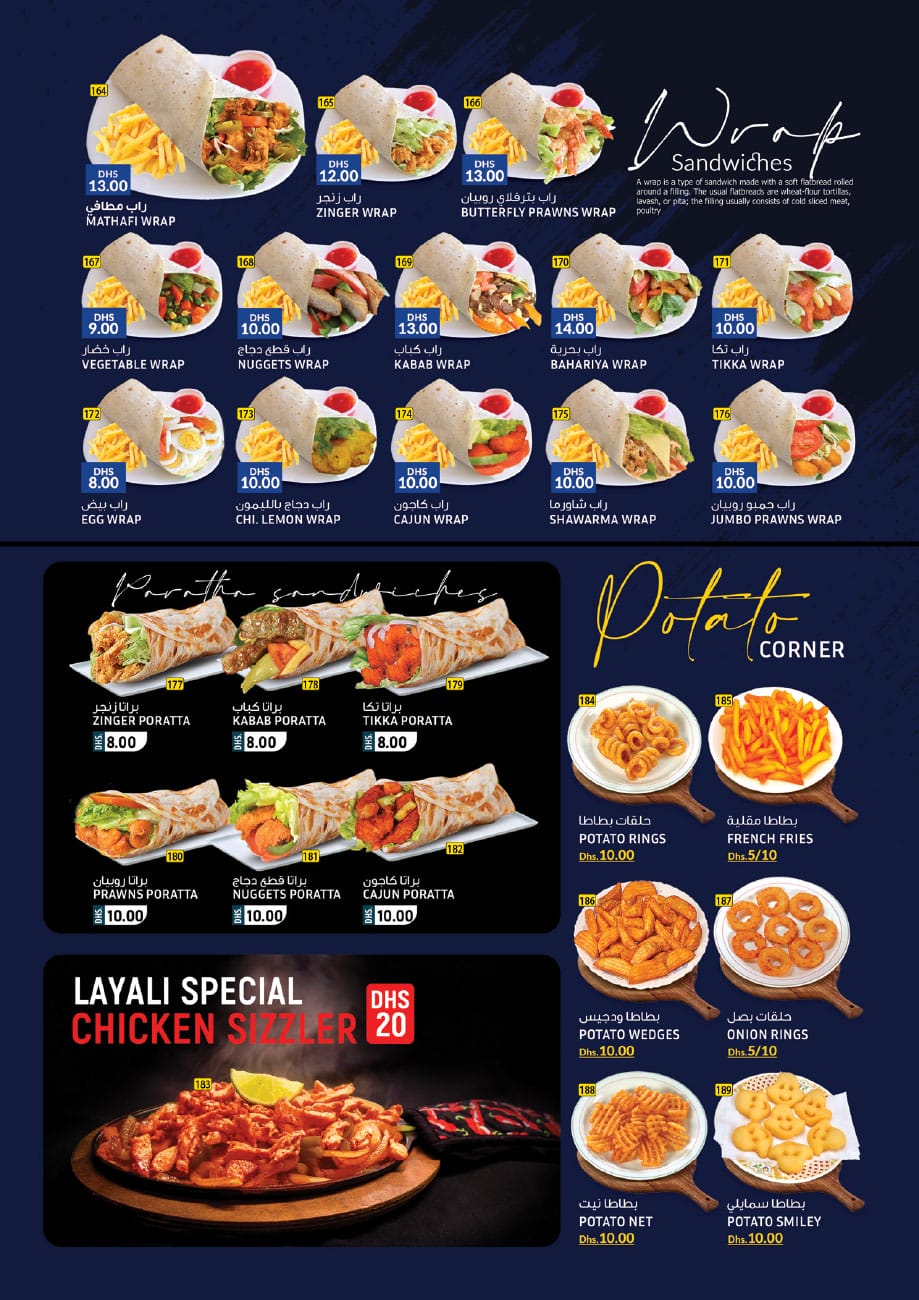 164
DHS
13.00
راب مطافي
MATHAFI WRAP
165
DHS
12.00
راب زنجر
ZINGER WRAP
166
DHS
13.00
راب بترفلاي روبيان
BUTTERFLY PRAWNS WRAP
Wrap
Sandwiches
A wrap is a type of sandwich made with a soft flatbread rolled
around a filling. The usual flatbreads are wheat-flour tortillas,
lavash, or pita; the filling usually consists of cold sliced meat,
poultry
167
DHS
9.00
راب خضار
VEGETABLE WRAP
168
DHS
10.00
راب قطع دجاج
NUGGETS WRAP
169
DHS
13.00
راب كباب
KABAB WRAP
170
DHS
14.00
راب بحرية
BAHARIYA WRAP
171
DHS
10.00
راب تكا
TIKKA WRAP
172
DHS
8.00
راب بيض
EGG WRAP
173
DHS
10.00
راب دجاج بالليمون
CHI. LEMON WRAP
174
DHS
10.00
راب كاجون
CAJUN WRAP
175
DHS
10.00
راب شاورما
SHAWARMA WRAP
176
DHS
10.00
راب جمبو روبيان
JUMBO PRAWNS WRAP
Paratha sandwiches
177
براتا زنجر
ZINGER PORATTA
DHS. 8.00
178
براتا كباب
KABAB PORATTA
DHS. 8.00
179
براتا تكا
TIKKA PORATTA
DHS. 8.00
180
براتا روبيان
PRAWNS PORATTA
DHS. 10.00
181
براتا قطع دجاج
NUGGETS PORATTA
DHS. 10.00
182
براتا كاجون
CAJUN PORATTA
DHS. 10.00
LAYALI SPECIAL
CHICKEN SIZZLER
DHS
20
183
Potato
CORNER
184
حلقات بطاطا
POTATO RINGS
Dhs.10.00
185
بطاطا مقلية
FRENCH FRIES
Dhs.5/10
186
بطاطا ودجيس
POTATO WEDGES
Dhs.10.00
187
حلقات بصل
ONION RINGS
Dhs.5/10
188
بطاطا نيت
POTATO NET
Dhs.10.00
189
بطاطا سمايلي
POTATO SMILEY
Dhs.10.00